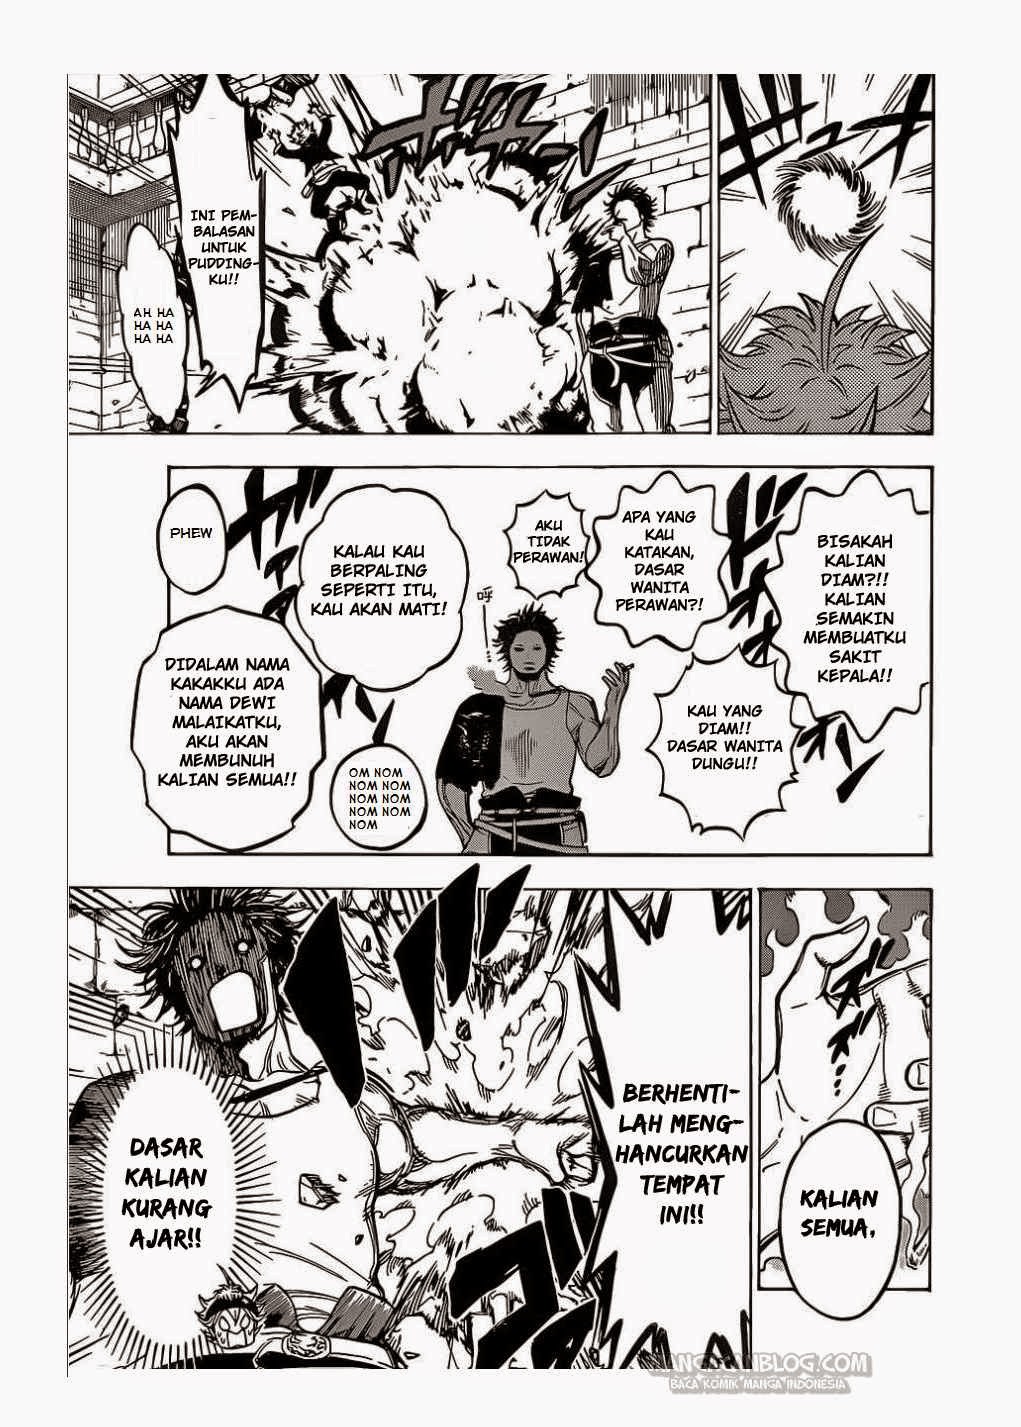 INI PEM-
BALASAN
UNTUK
PUDDING-
KU!!
AH HA
HA HA
HA HA
BISAKAH
KALIAN
DIAM?!!
KALIAN
SEMAKIN
MEMBUATKU
SAKIT
KEPALA!!
APA YANG
KAU
KATAKAN,
DASAR
WANITA
PERAWAN?!
KAU YANG
DIAM!!
DASAR WANITA
DUNGU!!
AKU
TIDAK
PERAWAN!
呼
KALAU KAU
BERPALING
SEPERTI ITU,
KAU AKAN MATI!
OM NOM
NOM NOM
NOM NOM
NOM NOM
NOM
PHEW
DIDALAM NAMA
KAKAKKU ADA
NAMA DEWI
MALAIKATKU,
AKU AKAN
MEMBUNUH
KALIAN SEMUA!!
KALIAN
SEMUA,
BERHENTI-
LAH MENG-
HANCURKAN
TEMPAT
INI!!
DASAR
KALIAN
KURANG
AJAR!!
MANGACANBLOG.COM
BACA KOMIK MANGA INDONESIA